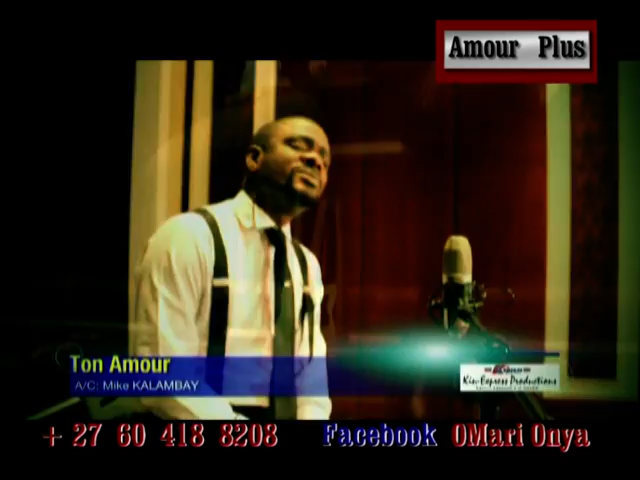 Amour Plus
Ton Amour
A/C: Mike KALAMBAY
Kin-Express Productions
+ 27 60 418 8208 Facebook OMari Onya